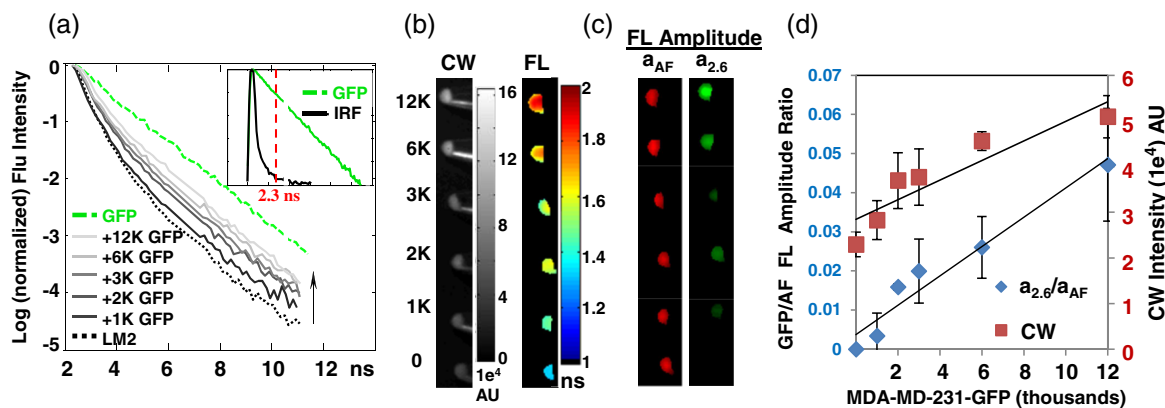 (a)
Log (normalized) Flu Intensity
0
-1
-2
-3
-4
-5
2 4 6 8 10 12 ns
GFP
+12K GFP
+6K GFP
+3K GFP
+2K GFP
+1K GFP
LM2
GFP
IRF
2.3 ns
(b)
CW FL
12K
6K
3K
2K
1K
0
16
12
8
4
0
1e⁴
AU
2
1.8
1.6
1.4
1.2
1
ns
(c)
FL Amplitude
a_AF a_2.6
(d)
GFP/AF FL Amplitude Ratio
0.07
0.06
0.05
0.04
0.03
0.02
0.01
0
a_2.6/a_AF
CW
6
5
4
3
2
1
0
CW Intensity (1e⁴) AU
2 4 6 8 10 12
MDA-MD-231-GFP (thousands)